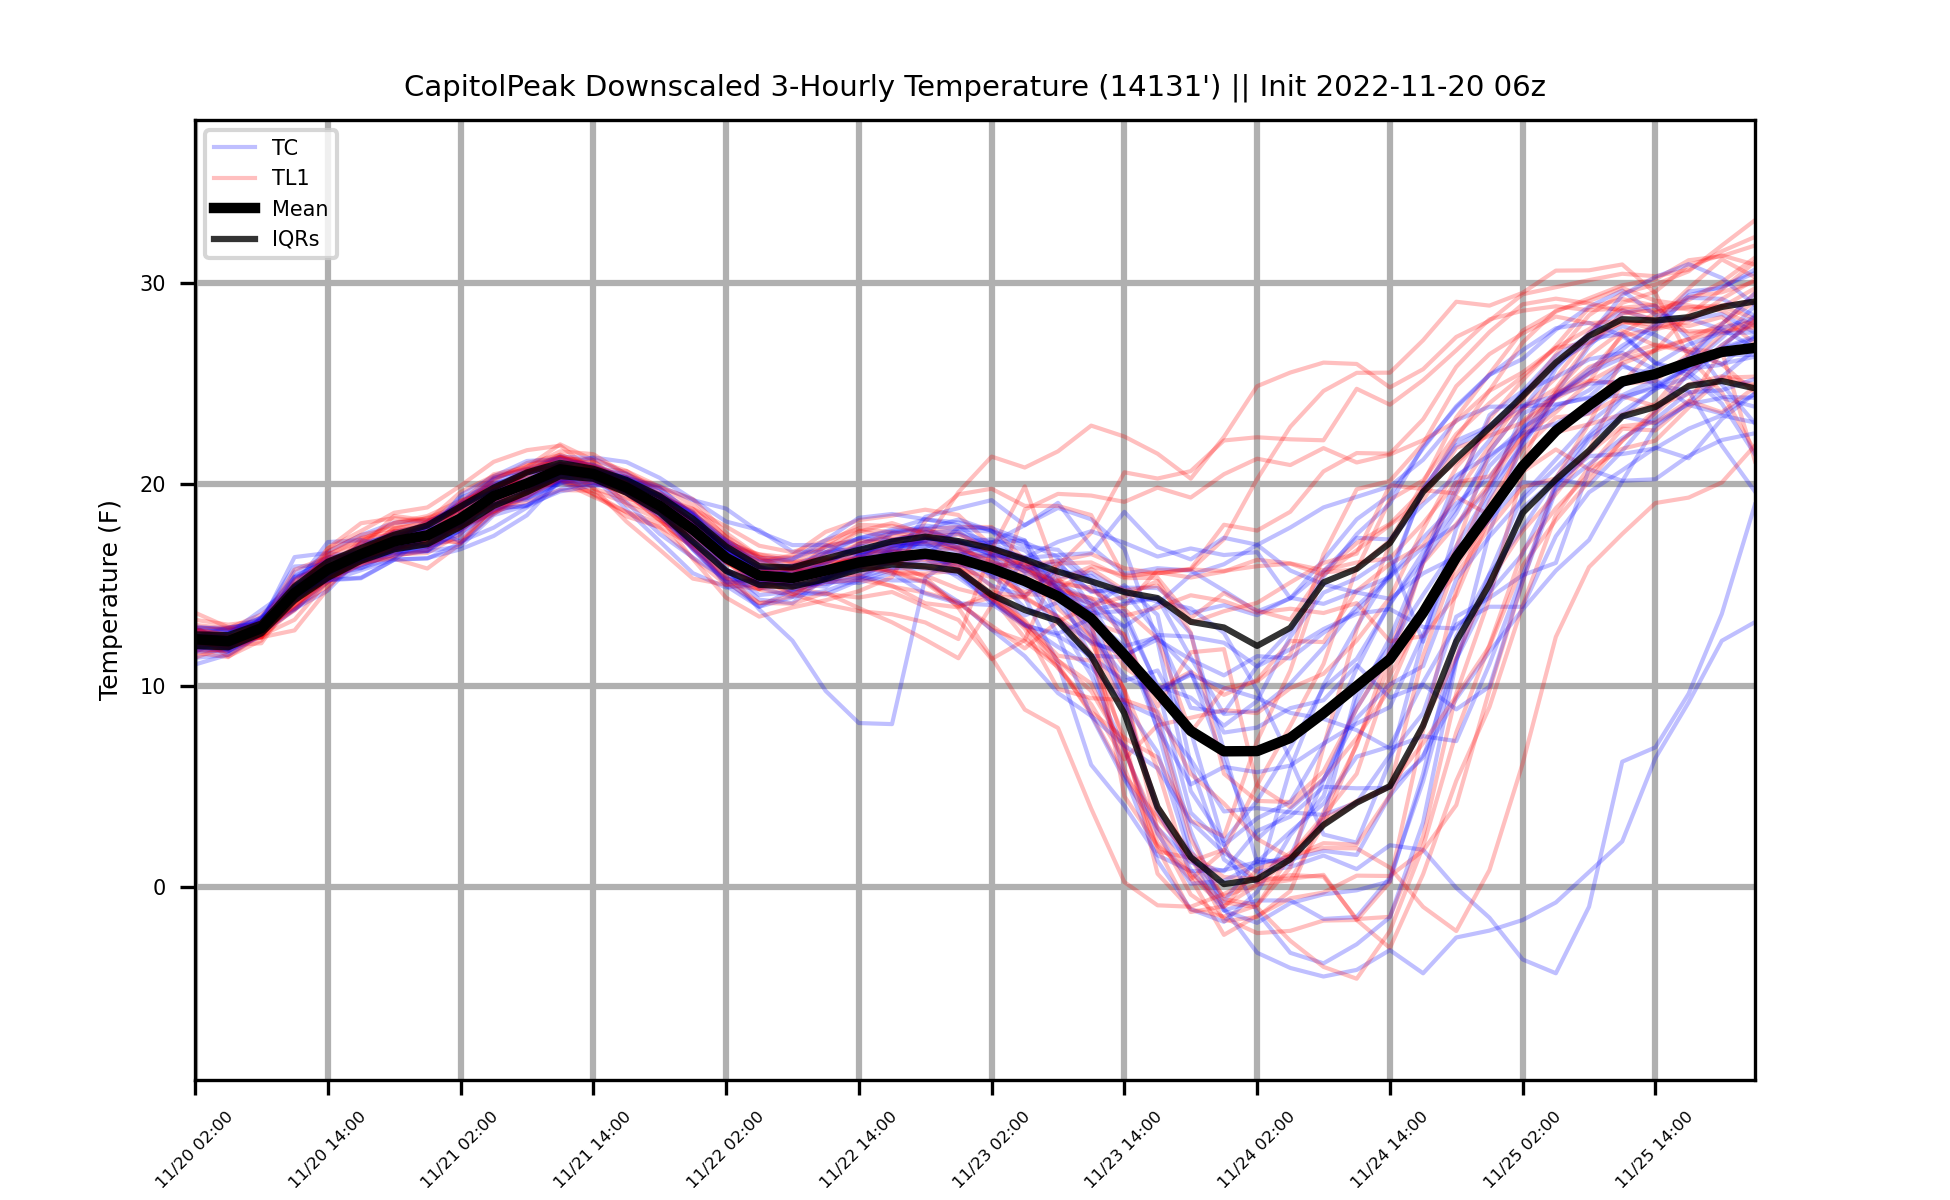 CapitolPeak Downscaled 3-Hourly Temperature (14131') || Init 2022-11-20 06z
TC
TL1
Mean
IQRs
Temperature (F)
30
20
10
0
11/20 02:00
11/20 14:00
11/21 02:00
11/21 14:00
11/22 02:00
11/22 14:00
11/23 02:00
11/23 14:00
11/24 02:00
11/24 14:00
11/25 02:00
11/25 14:00